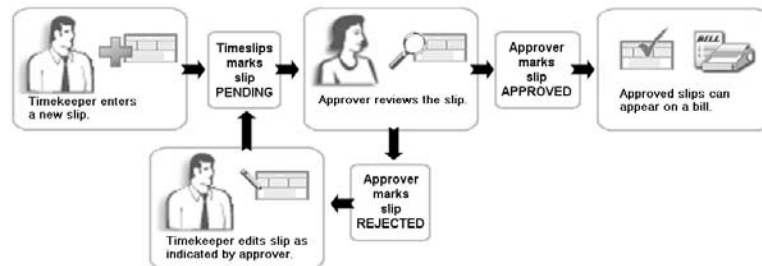 Timekeeper enters
a new slip.
Timeslips
marks
slip
PENDING
Approver reviews the slip.
Approver
marks
slip
APPROVED
BILL
Approved slips can
appear on a bill.
Approver
marks
slip
REJECTED
Timekeeper edits slip as
indicated by approver.